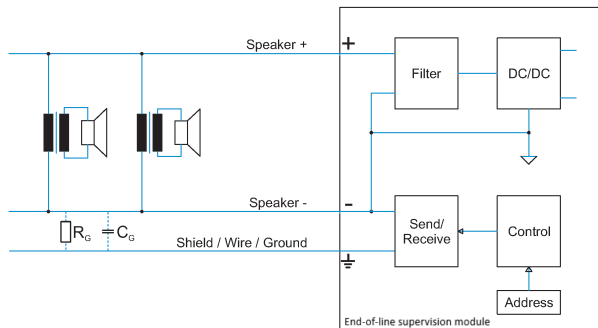 Speaker +
+
Filter
DC/DC
Speaker -
-
RG
CG
Shield / Wire / Ground
Send/
Receive
Control
Address
End-of-line supervision module